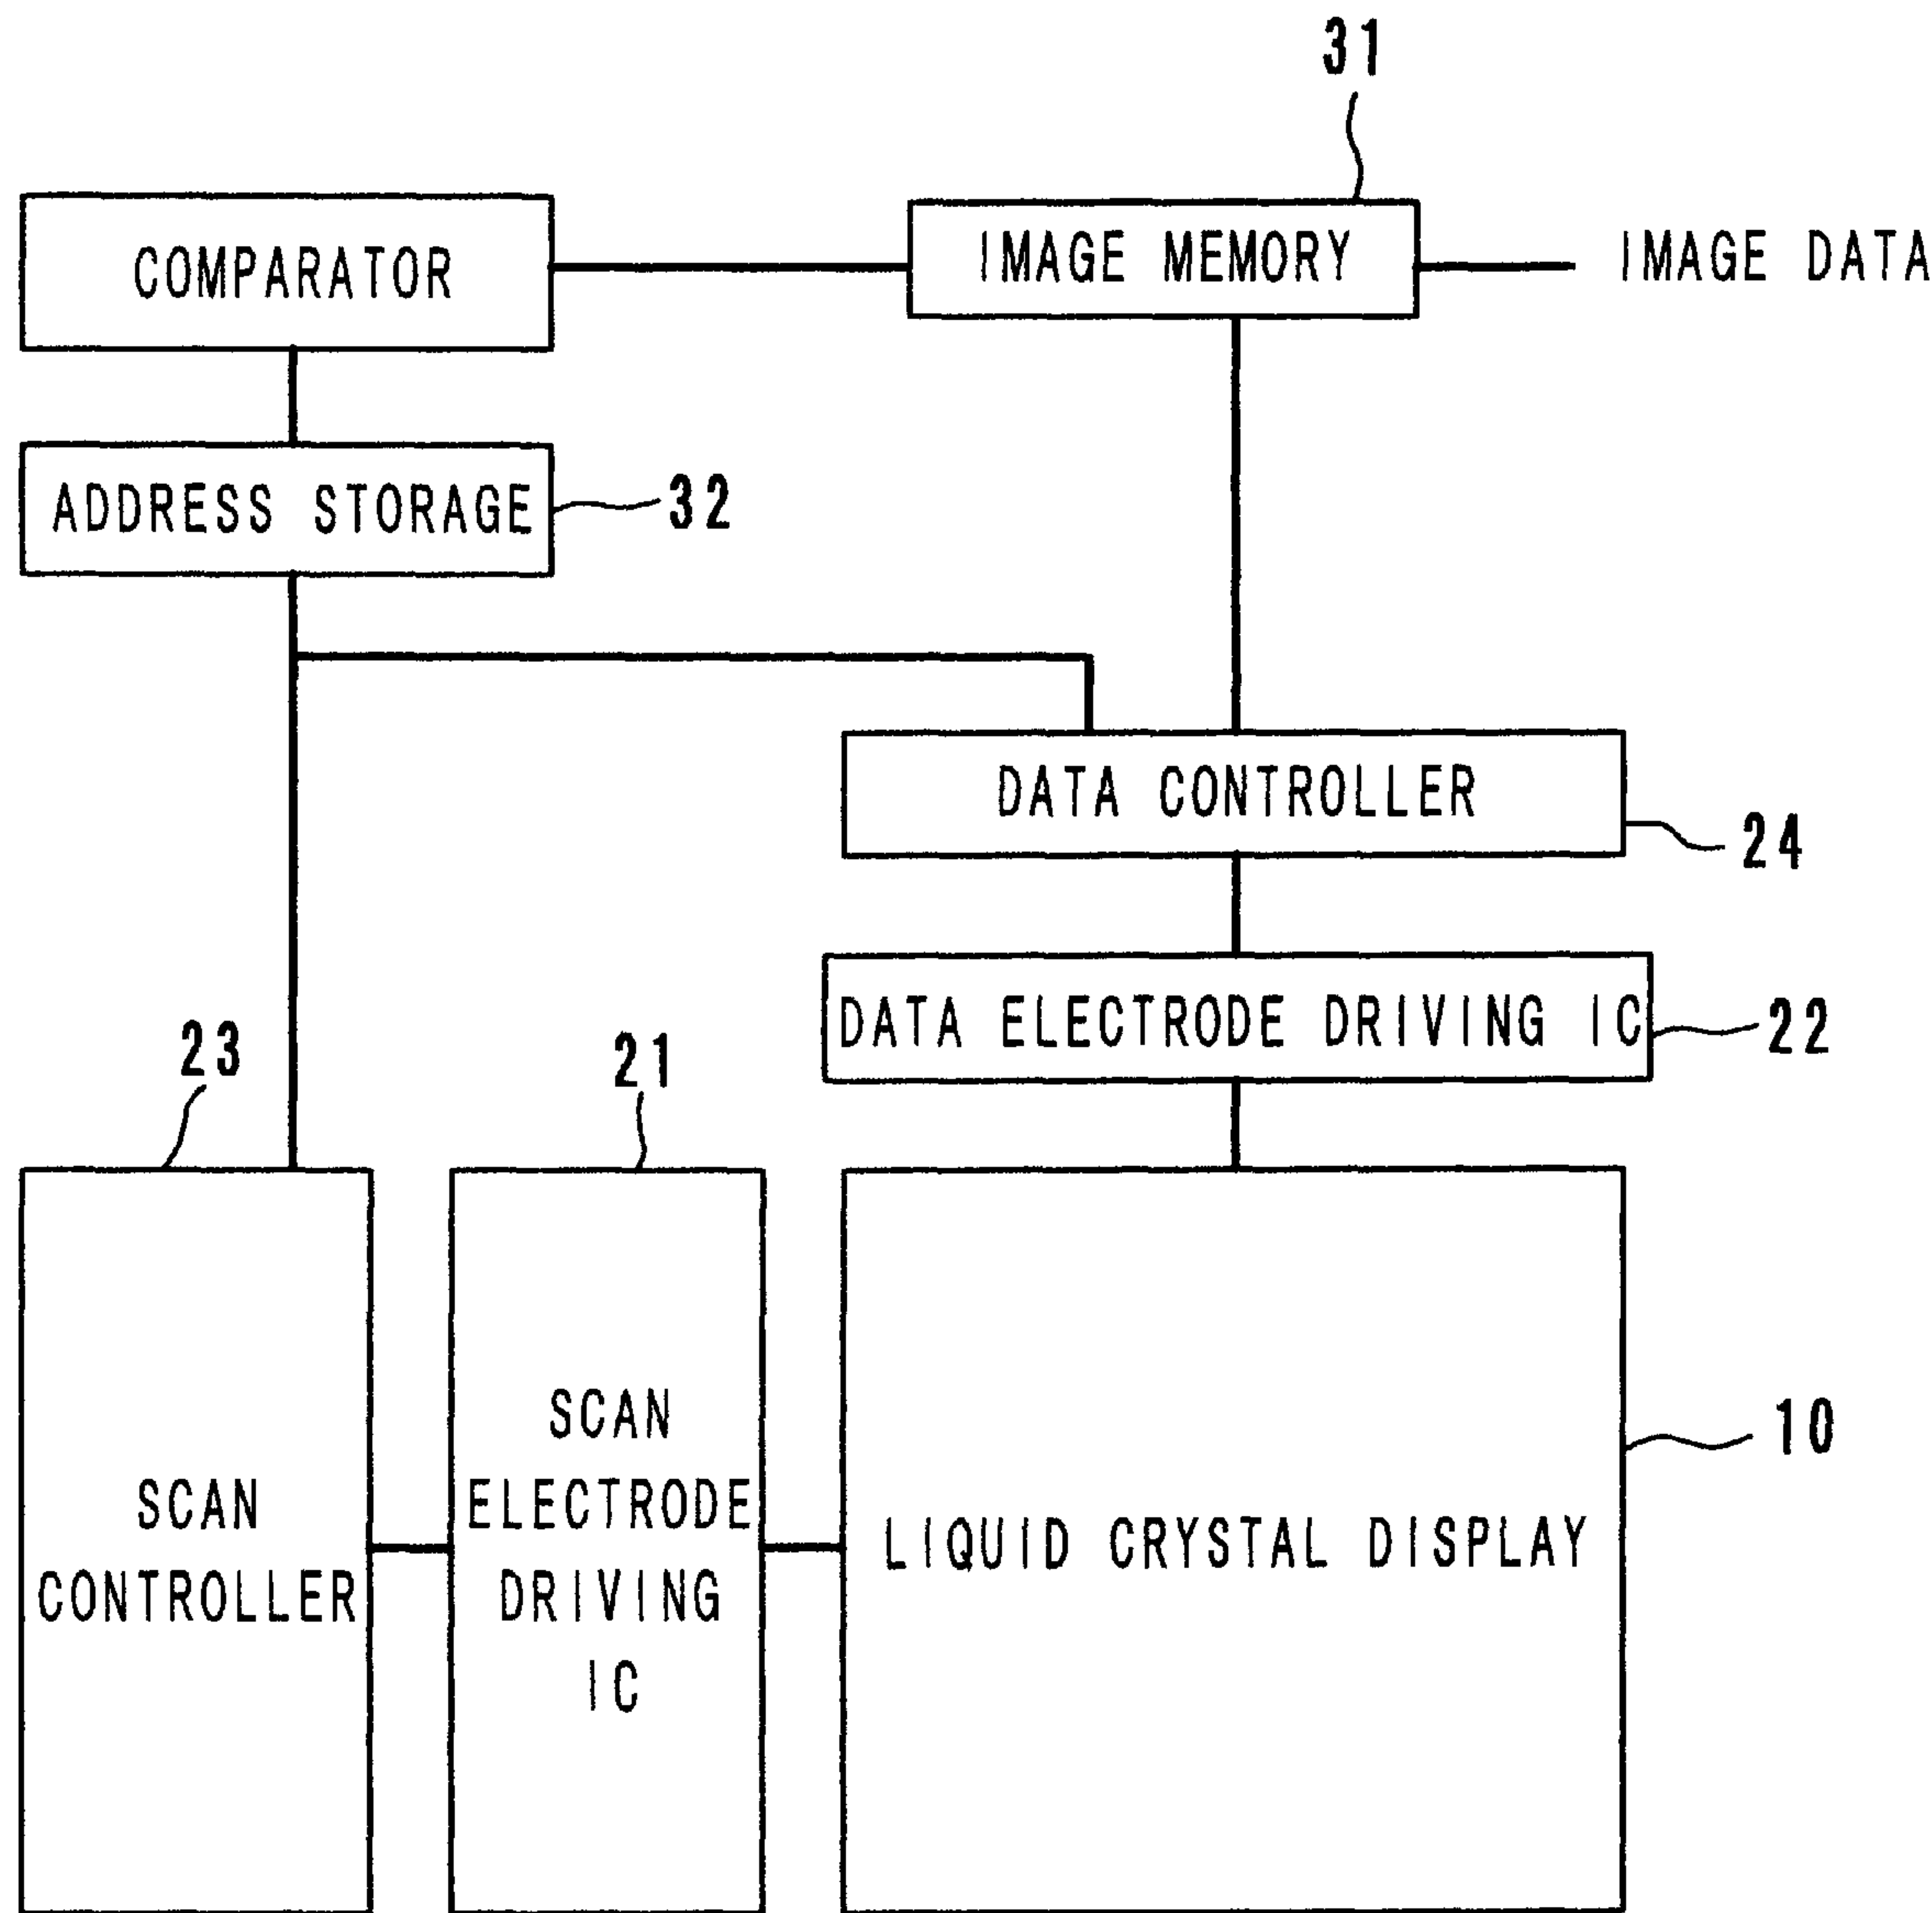 31
COMPARATOR
IMAGE MEMORY
IMAGE DATA
ADDRESS STORAGE
32
DATA CONTROLLER
24
DATA ELECTRODE DRIVING IC
22
23
21
SCAN
CONTROLLER
SCAN
ELECTRODE
DRIVING
IC
LIQUID CRYSTAL DISPLAY
10